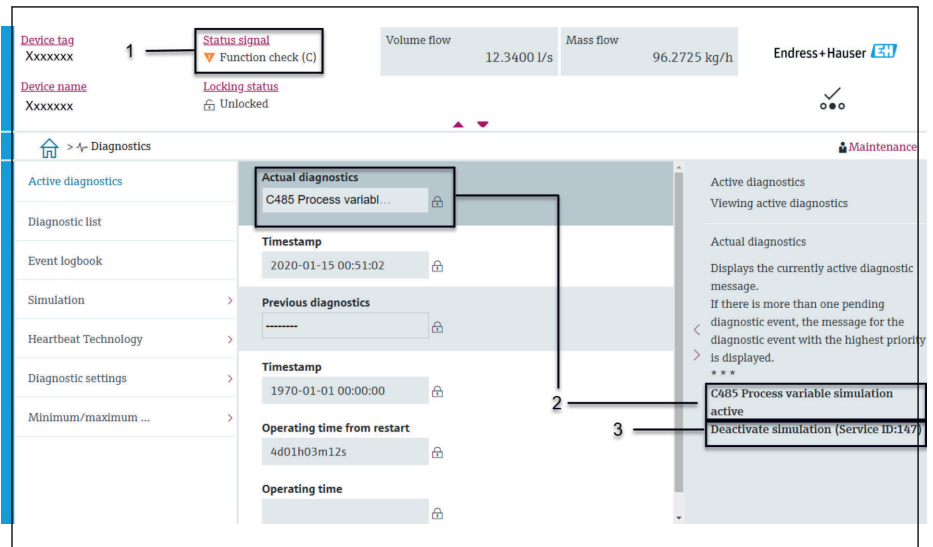 Device tag
Xxxxxxx
1
Status signal
Function check (C)
Volume flow
12.3400 l/s
Mass flow
96.2725 kg/h
Endress+Hauser EH
Device name
Xxxxxxx
Locking status
Unlocked
> Diagnostics
Maintenance
Active diagnostics
Diagnostic list
Event logbook
Simulation
Heartbeat Technology
Diagnostic settings
Minimum/maximum ...
Actual diagnostics
C485 Process variabl...
Timestamp
2020-01-15 00:51:02
Previous diagnostics
--------
Timestamp
1970-01-01 00:00:00
Operating time from restart
4d01h03m12s
Operating time
2
3
Active diagnostics
Viewing active diagnostics
Actual diagnostics
Displays the currently active diagnostic
message.
If there is more than one pending
diagnostic event, the message for the
diagnostic event with the highest priority
is displayed.
* * *
C485 Process variable simulation
active
Deactivate simulation (Service ID:147)